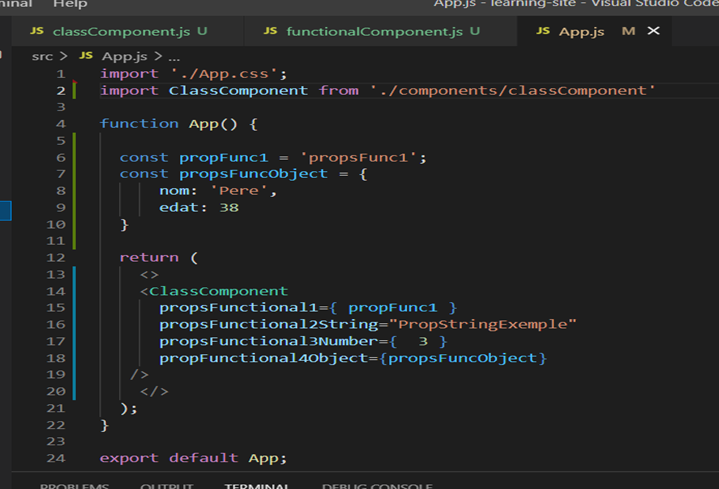 Help
App.js - learning-site - Visual Studio Code
JS classComponent.js U
JS functionalComponent.js U
JS App.js M
src > JS App.js > ...
1 import './App.css';
2 import ClassComponent from './components/classComponent'
3
4 function App() {
5
6 const propFunc1 = 'propsFunc1';
7 const propsFuncObject = {
8 nom: 'Pere',
9 edat: 38
10 }
11
12 return (
13 <>
14 <ClassComponent
15 propsFunctional1={ propFunc1 }
16 propsFunctional2String="PropStringExemple"
17 propsFunctional3Number={ 3 }
18 propFunctional4Object={propsFuncObject}
19 />
20 </>
21 );
22 }
23
24 export default App;
PROBLEMS OUTPUT TERMINAL DEBUG CONSOLE